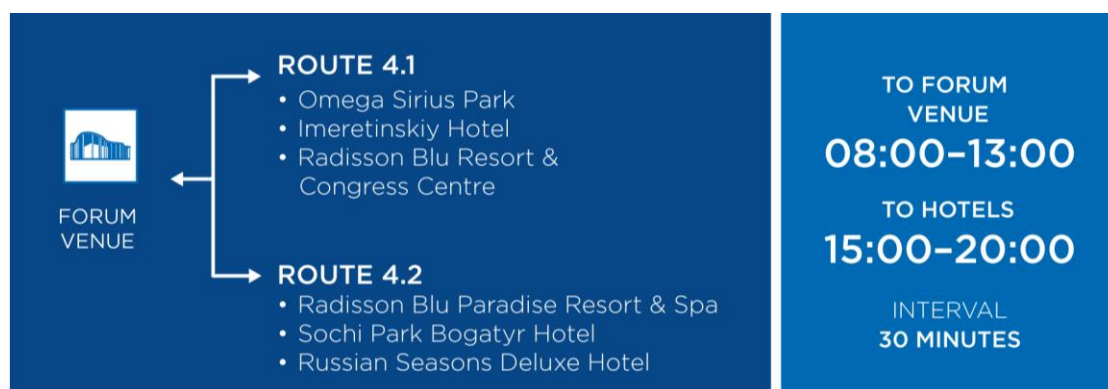 FORUM
VENUE
ROUTE 4.1
• Omega Sirius Park
• Imeretinskiy Hotel
• Radisson Blu Resort &
Congress Centre
ROUTE 4.2
• Radisson Blu Paradise Resort & Spa
• Sochi Park Bogatyr Hotel
• Russian Seasons Deluxe Hotel
TO FORUM
VENUE
08:00–13:00
TO HOTELS
15:00–20:00
INTERVAL
30 MINUTES